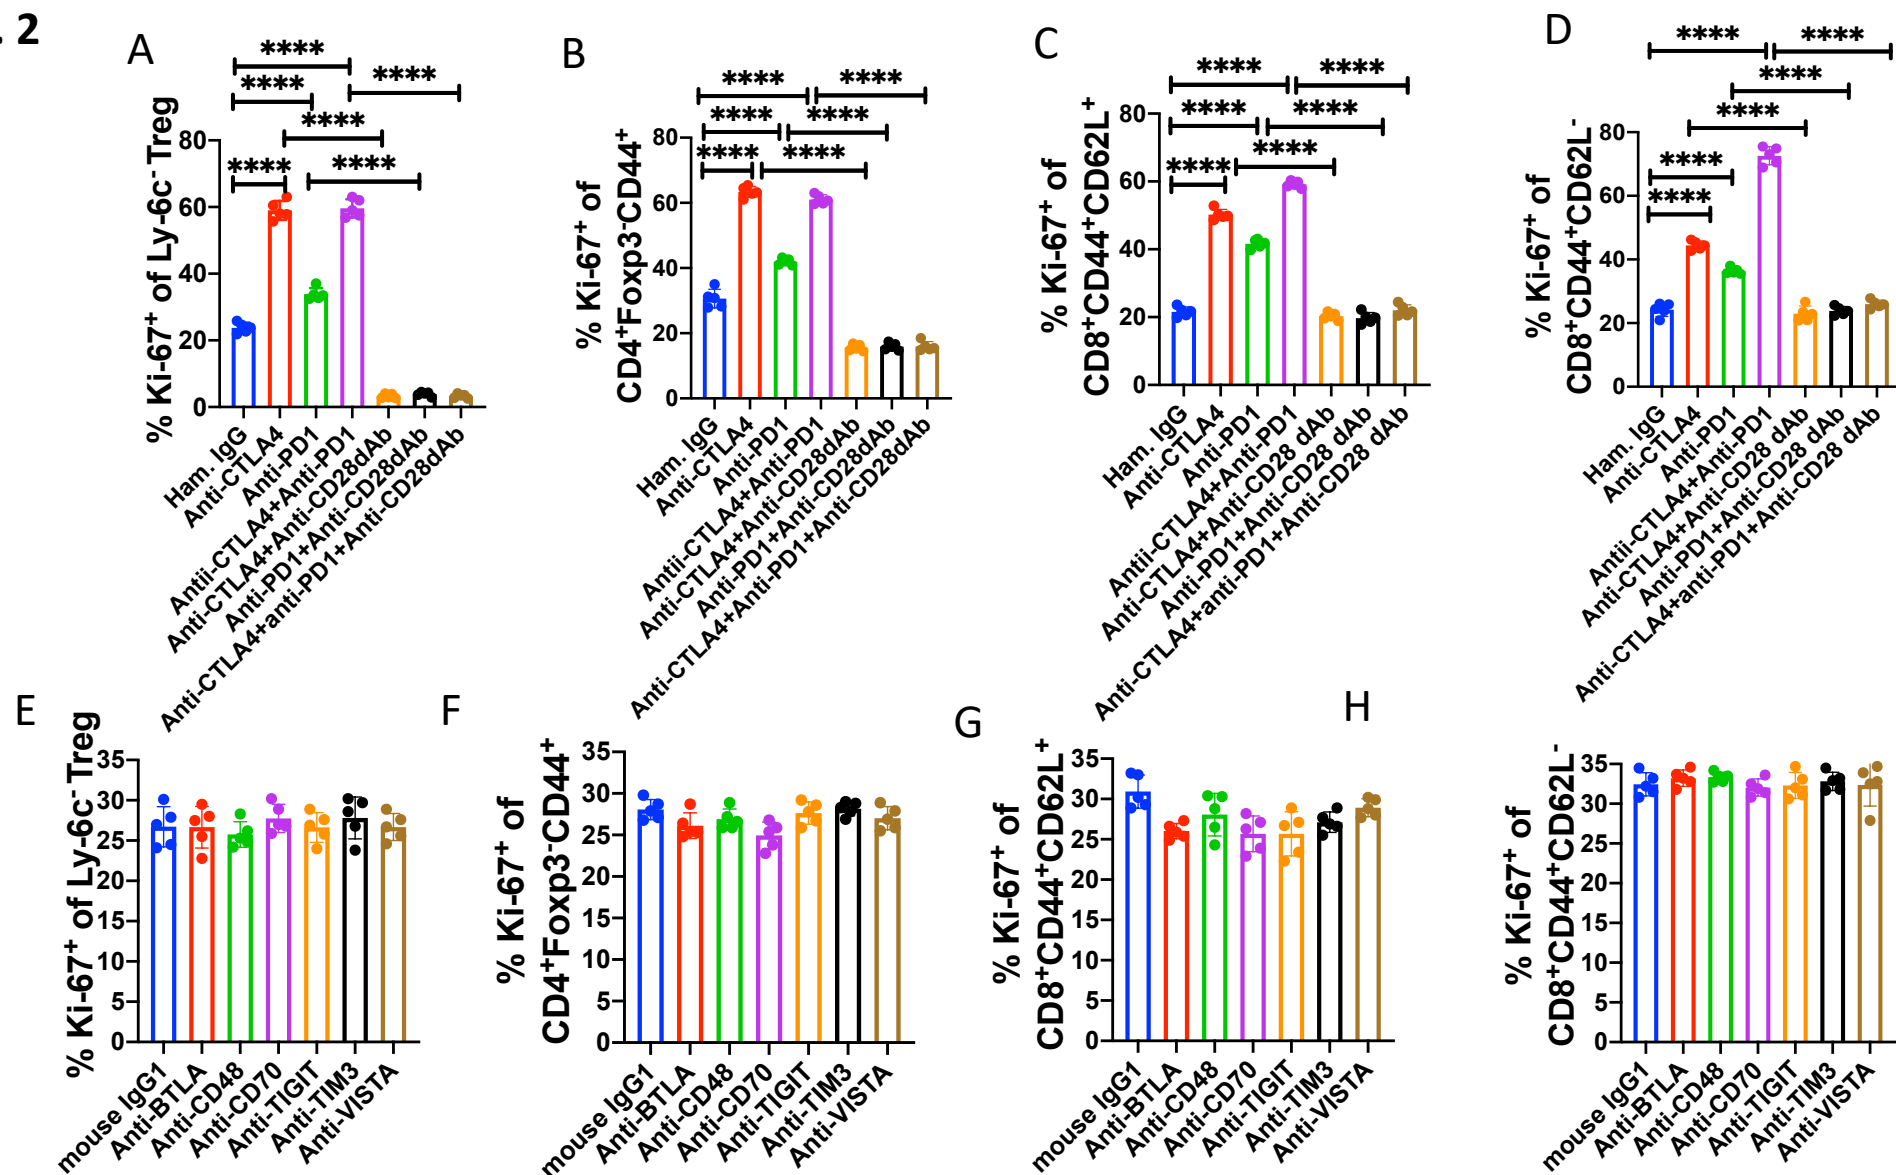 . 2
A
% Ki-67+ of Ly-6c- Treg
80
60
40
20
0
****
****
****
****
****
****
Ham. IgG
Anti-CTLA4
Anti-PD1
Antii-CTLA4+Anti-PD1
Anti-CTLA4+Anti-CD28dAb
Anti-PD1+Anti-CD28dAb
Anti-CTLA4+anti-PD1+Anti-CD28dAb
B
% Ki-67+ of
CD4+Foxp3-CD44+
80
60
40
20
0
****
****
****
****
****
****
Ham. IgG
Anti-CTLA4
Anti-PD1
Antii-CTLA4+Anti-PD1
Anti-CTLA4+Anti-CD28dAb
Anti-PD1+Anti-CD28dAb
Anti-CTLA4+Anti-PD1+Anti-CD28dAb
C
% Ki-67+ of
CD8+CD44+CD62L+
80
60
40
20
0
****
****
****
****
****
****
Ham. IgG
Anti-CTLA4
Anti-PD1
Antii-CTLA4+Anti-PD1
Anti-CTLA4+Anti-CD28 dAb
Anti-PD1+Anti-CD28 dAb
Anti-CTLA4+anti-PD1+Anti-CD28 dAb
D
% Ki-67+ of
CD8+CD44+CD62L-
80
60
40
20
0
****
****
****
****
****
****
Ham. IgG
Anti-CTLA4
Anti-PD1
Antii-CTLA4+Anti-PD1
Anti-CTLA4+Anti-CD28 dAb
Anti-PD1+Anti-CD28 dAb
Anti-CTLA4+anti-PD1+Anti-CD28 dAb
E
% Ki-67+ of Ly-6c- Treg
35
30
25
20
15
10
5
0
mouse IgG1
Anti-BTLA
Anti-CD48
Anti-CD70
Anti-TIGIT
Anti-TIM3
Anti-VISTA
F
% Ki-67+ of
CD4+Foxp3-CD44+
35
30
25
20
15
10
5
0
mouse IgG1
Anti-BTLA
Anti-CD48
Anti-CD70
Anti-TIGIT
Anti-TIM3
Anti-VISTA
G
% Ki-67+ of
CD8+CD44+CD62L+
35
30
25
20
15
10
5
0
mouse IgG1
Anti-BTLA
Anti-CD48
Anti-CD70
Anti-TIGIT
Anti-TIM3
Anti-VISTA
H
% Ki-67+ of
CD8+CD44+CD62L-
35
30
25
20
15
10
5
0
mouse IgG1
Anti-BTLA
Anti-CD48
Anti-CD70
Anti-TIGIT
Anti-TIM3
Anti-VISTA